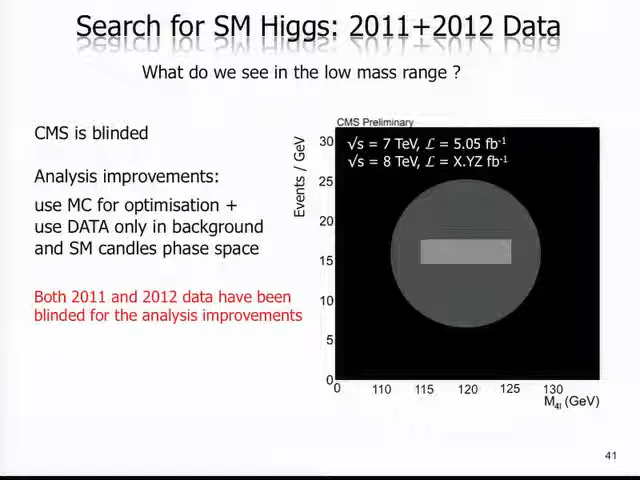 Search for SM Higgs: 2011+2012 Data
What do we see in the low mass range ?
CMS is blinded
Analysis improvements:
use MC for optimisation +
use DATA only in background
and SM candles phase space
Both 2011 and 2012 data have been
blinded for the analysis improvements
CMS Preliminary
√s = 7 TeV, ℒ = 5.05 fb⁻¹
√s = 8 TeV, ℒ = X.YZ fb⁻¹
Events / GeV
30
25
20
15
10
5
0
0 110 115 120 125 130
M4l (GeV)
41